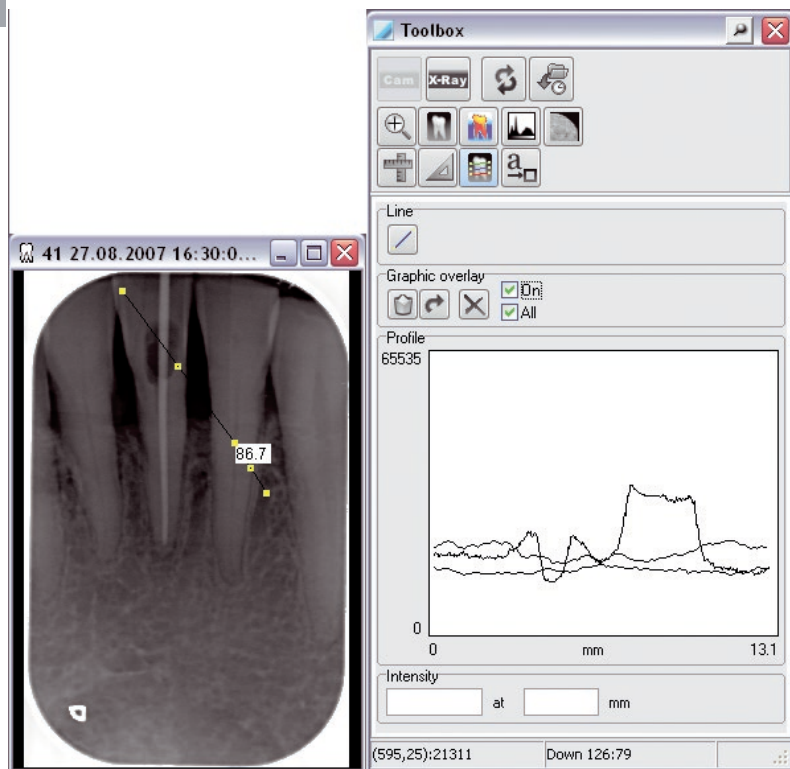 Toolbox
Cam X-Ray
a
Line
41 27.08.2007 16:30:0...
Graphic overlay
On
All
Profile
65535
86.7
0
0 mm 13.1
Intensity
at mm
(595,25):21311 Down 126:79